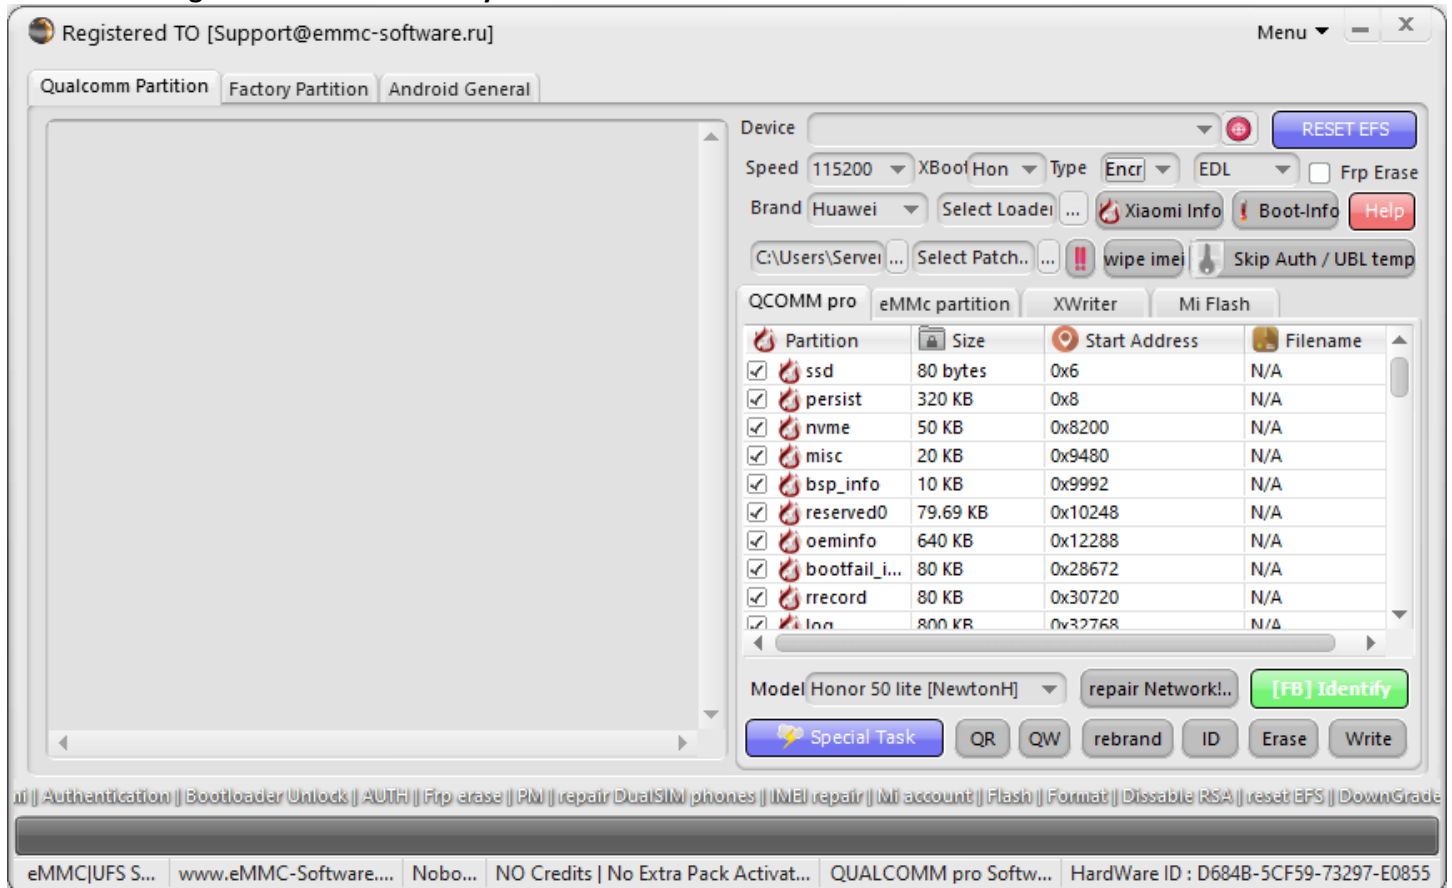 Registered TO [Support@emmc-software.ru]
Menu
Qualcomm Partition Factory Partition Android General
Device RESET EFS
Speed 115200 XBoot Hon Type Encr EDL Frp Erase
Brand Huawei Select Loader ... Xiaomi Info Boot-Info Help
C:\Users\Server ... Select Patch.. ... !! wipe imei Skip Auth / UBL temp
QCOMM pro eMMc partition XWriter Mi Flash
Partition Size Start Address Filename
ssd 80 bytes 0x6 N/A
persist 320 KB 0x8 N/A
nvme 50 KB 0x8200 N/A
misc 20 KB 0x9480 N/A
bsp_info 10 KB 0x9992 N/A
reserved0 79.69 KB 0x10248 N/A
oeminfo 640 KB 0x12288 N/A
bootfail_i... 80 KB 0x28672 N/A
rrecord 80 KB 0x30720 N/A
log 800 KB 0x32768 N/A
Model Honor 50 lite [NewtonH] repair Network!.. [FB] Identify
Special Task QR QW rebrand ID Erase Write
|| Authentication || Bootloader Unlock || AUTH || Frp erase || PM || repair DualSIM phones || IMEI repair || Mi account || Flash || Format || Dissable RSA || reset EFS || DownGrade
eMMC|UFS S... www.eMMC-Software.... Nobo... NO Credits | No Extra Pack Activat... QUALCOMM pro Softw... HardWare ID : D684B-5CF59-73297-E0855